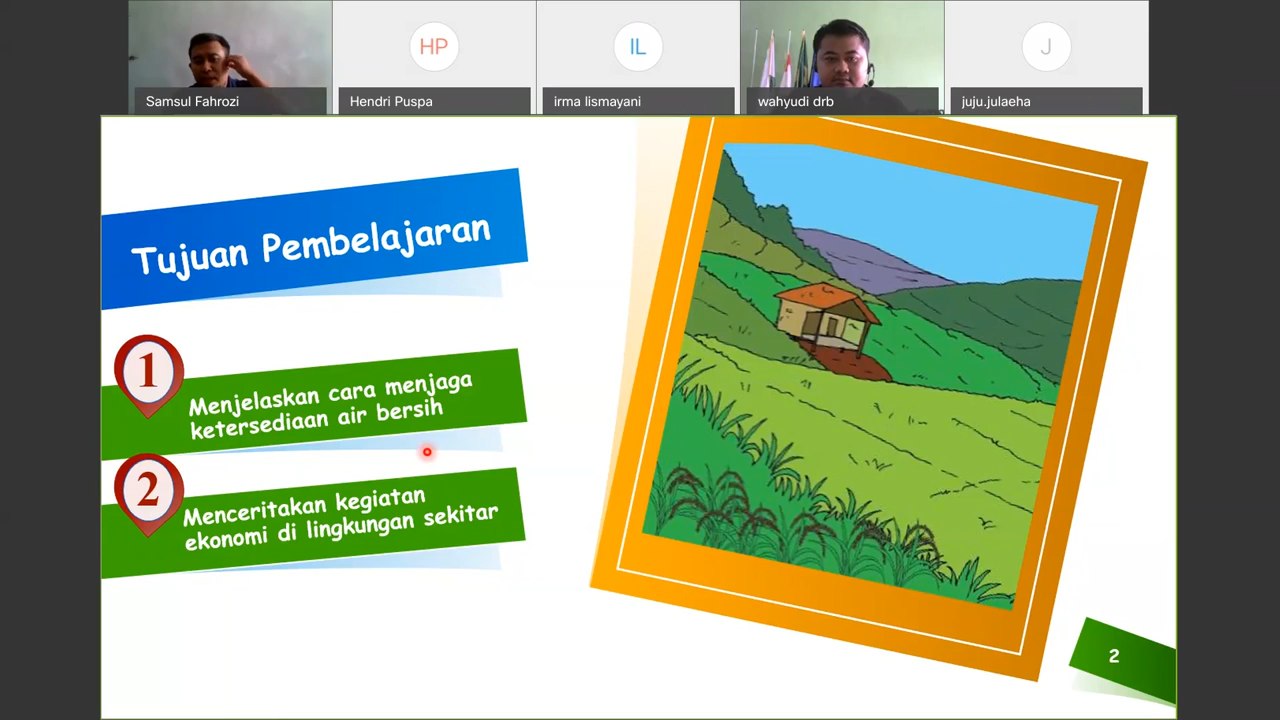 HP
IL
J
Samsul Fahrozi
Hendri Puspa
irma lismayani
wahyudi drb
juju.julaeha
Tujuan Pembelajaran
1
Menjelaskan cara menjaga
ketersediaan air bersih
2
Menceritakan kegiatan
ekonomi di lingkungan sekitar
2